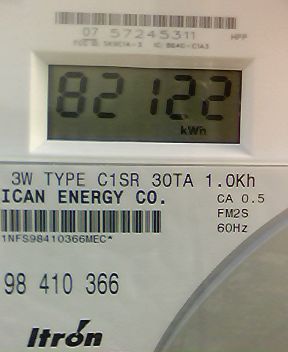 07 57245311 HPP
82122
kWh
3W TYPE C1SR 30TA 1.0Kh
ICAN ENERGY CO. CA 0.5
FM2S
1NFS98410366MEC* 60Hz
98 410 366
Itron